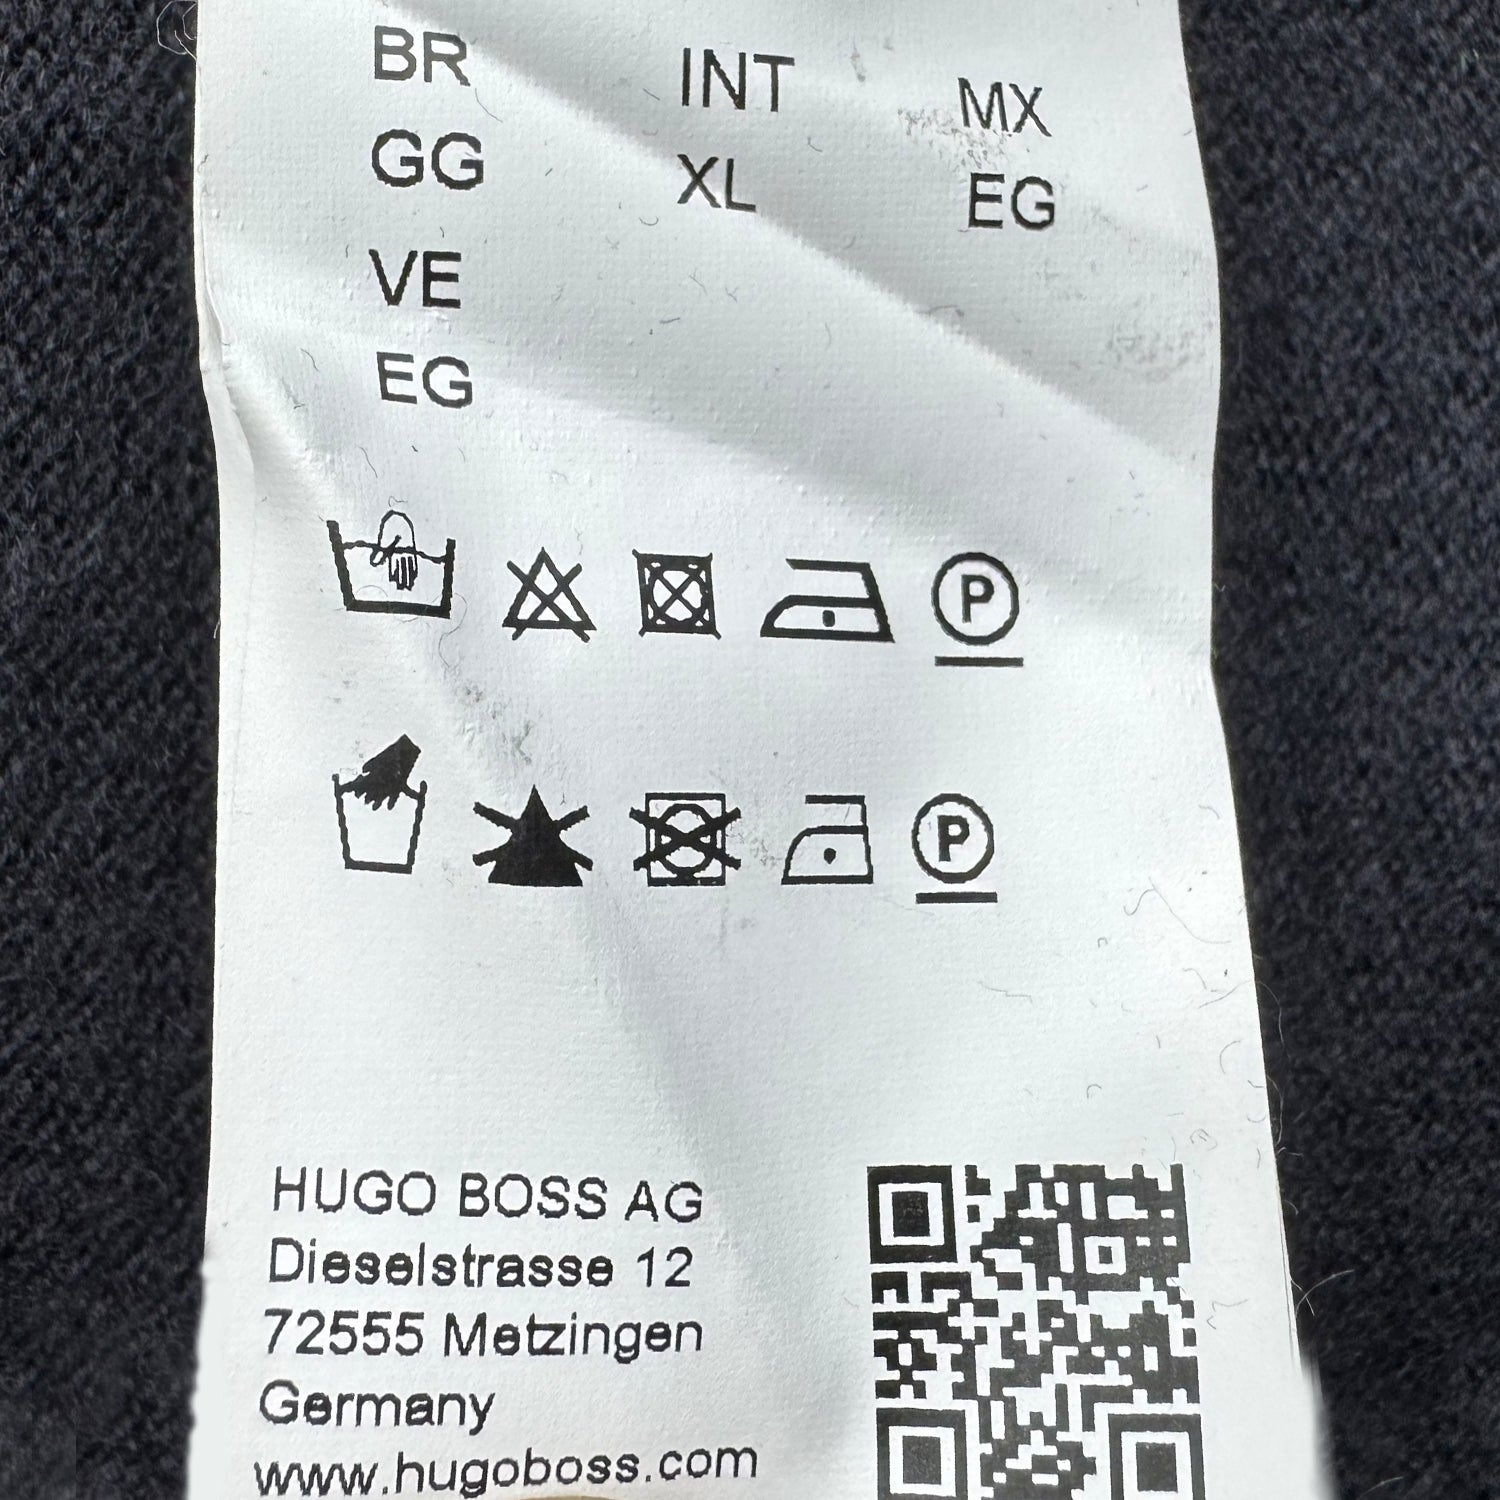 BR INT MX
GG XL EG
VE
EG
P
P
HUGO BOSS AG
Dieselstrasse 12
72555 Metzingen
Germany
www.hugoboss.com